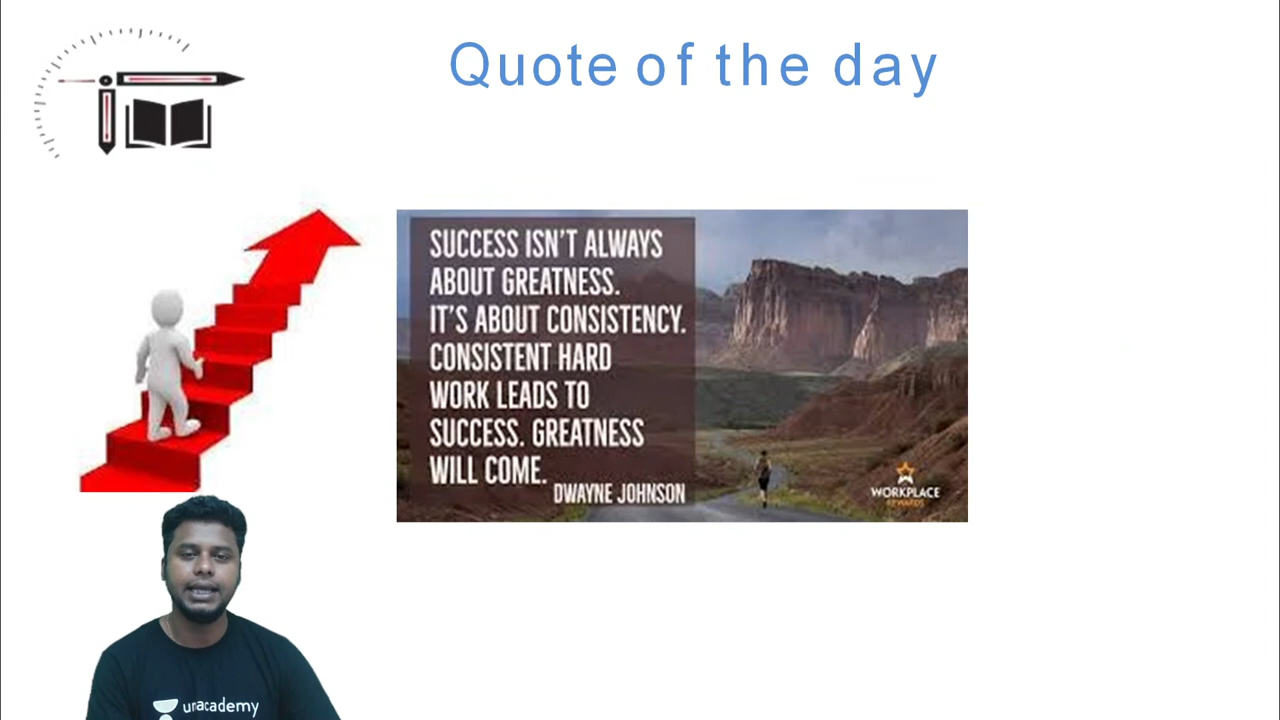 Quote of the day
SUCCESS ISN'T ALWAYS
ABOUT GREATNESS.
IT'S ABOUT CONSISTENCY.
CONSISTENT HARD
WORK LEADS TO
SUCCESS. GREATNESS
WILL COME.
DWAYNE JOHNSON
WORKPLACE
REWARDS
unacademy